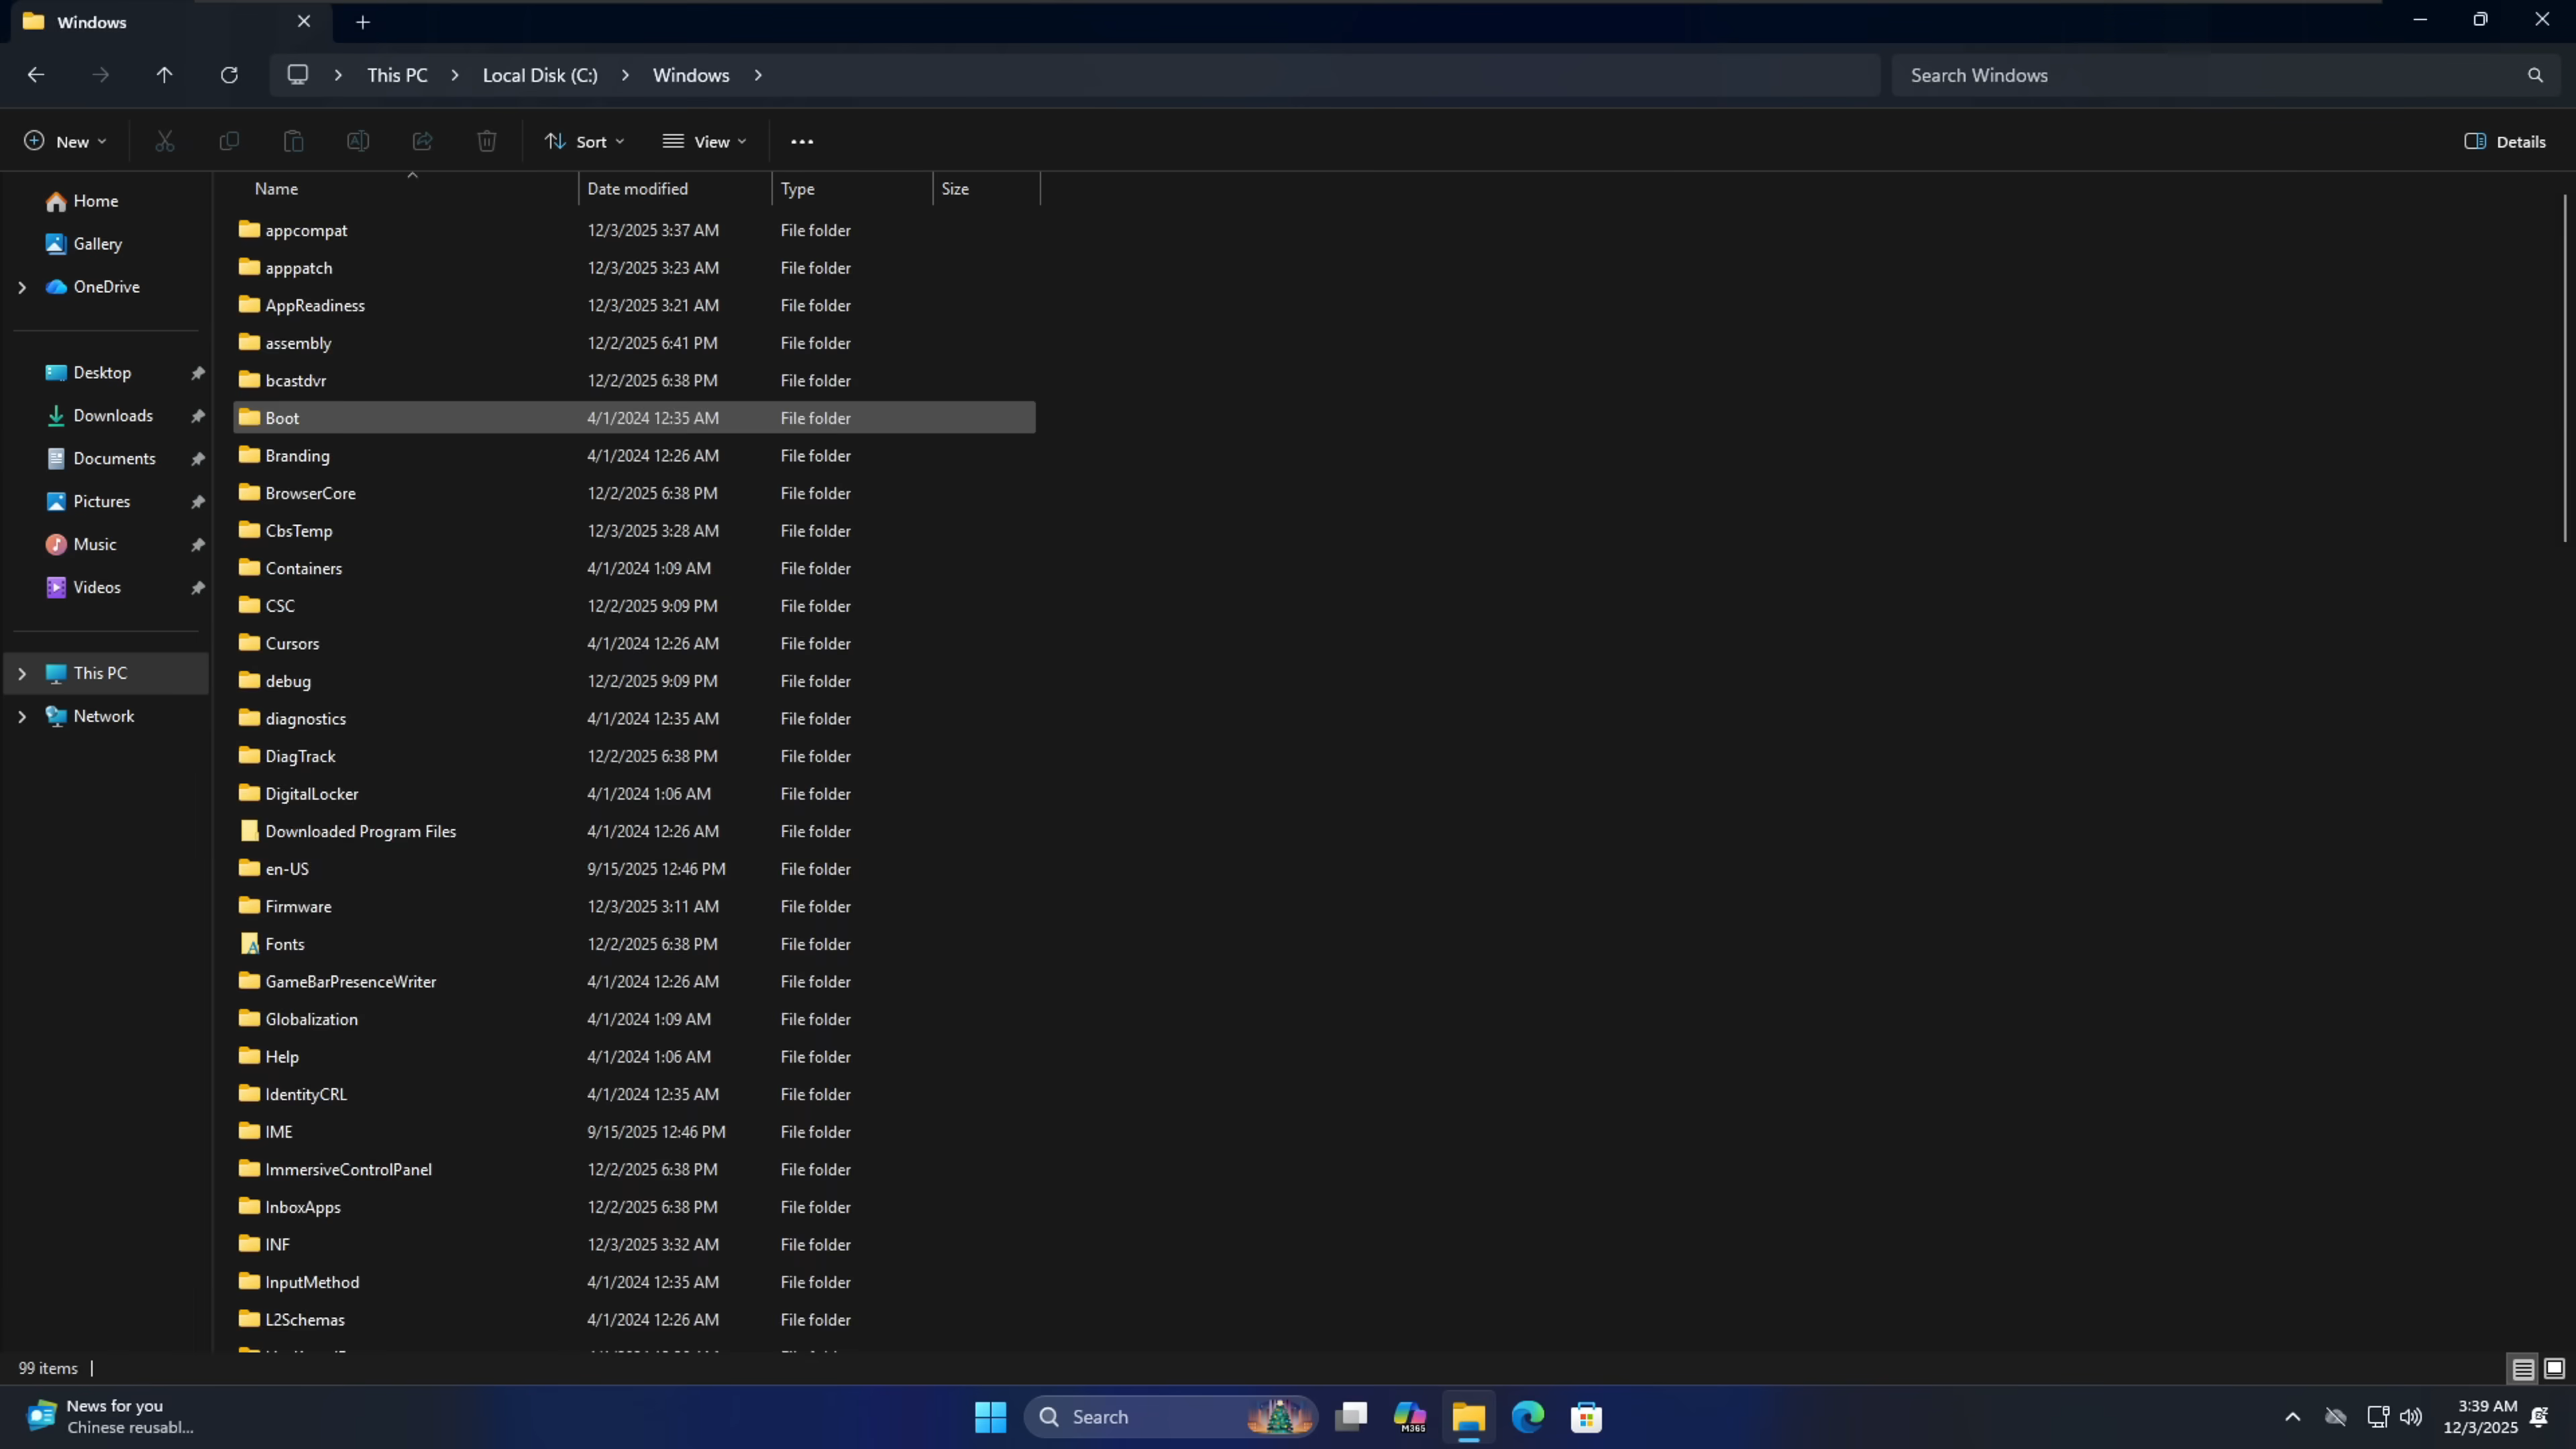 Windows
This PC Local Disk (C:) Windows
Search Windows
New
Sort
View
Details
Home
Gallery
OneDrive
Desktop
Downloads
Documents
Pictures
Music
Videos
This PC
Network
Name Date modified Type Size
appcompat 12/3/2025 3:37 AM File folder
apppatch 12/3/2025 3:23 AM File folder
AppReadiness 12/3/2025 3:21 AM File folder
assembly 12/2/2025 6:41 PM File folder
bcastdvr 12/2/2025 6:38 PM File folder
Boot 4/1/2024 12:35 AM File folder
Branding 4/1/2024 12:26 AM File folder
BrowserCore 12/2/2025 6:38 PM File folder
CbsTemp 12/3/2025 3:28 AM File folder
Containers 4/1/2024 1:09 AM File folder
CSC 12/2/2025 9:09 PM File folder
Cursors 4/1/2024 12:26 AM File folder
debug 12/2/2025 9:09 PM File folder
diagnostics 4/1/2024 12:35 AM File folder
DiagTrack 12/2/2025 6:38 PM File folder
DigitalLocker 4/1/2024 1:06 AM File folder
Downloaded Program Files 4/1/2024 12:26 AM File folder
en-US 9/15/2025 12:46 PM File folder
Firmware 12/3/2025 3:11 AM File folder
Fonts 12/2/2025 6:38 PM File folder
GameBarPresenceWriter 4/1/2024 12:26 AM File folder
Globalization 4/1/2024 1:09 AM File folder
Help 4/1/2024 1:06 AM File folder
IdentityCRL 4/1/2024 12:35 AM File folder
IME 9/15/2025 12:46 PM File folder
ImmersiveControlPanel 12/2/2025 6:38 PM File folder
InboxApps 12/2/2025 6:38 PM File folder
INF 12/3/2025 3:32 AM File folder
InputMethod 4/1/2024 12:35 AM File folder
L2Schemas 4/1/2024 12:26 AM File folder
99 items
News for you
Chinese reusabl...
Search
M365
3:39 AM
12/3/2025